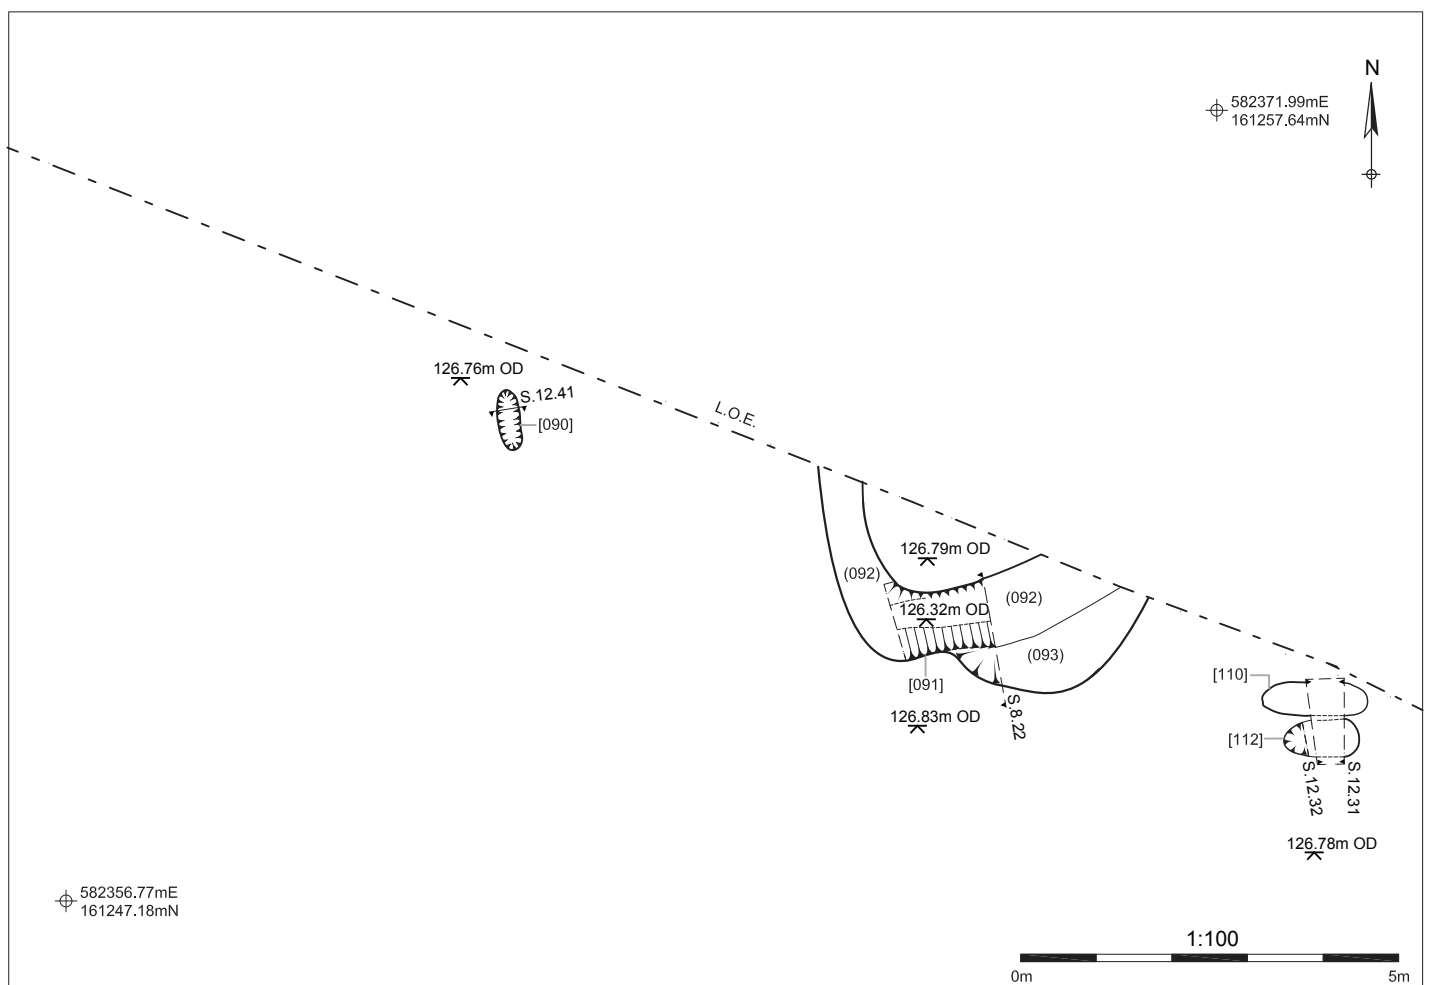 N
582371.99mE
161257.64mN
126.76m OD
S.12.41
[090]
L.O.E.
126.79m OD
(092)
(092)
126.32m OD
(093)
[091]
126.83m OD
S.8.22
[110]
[112]
S.12.32
S.12.31
126.78m OD
582356.77mE
161247.18mN
1:100
0m
5m